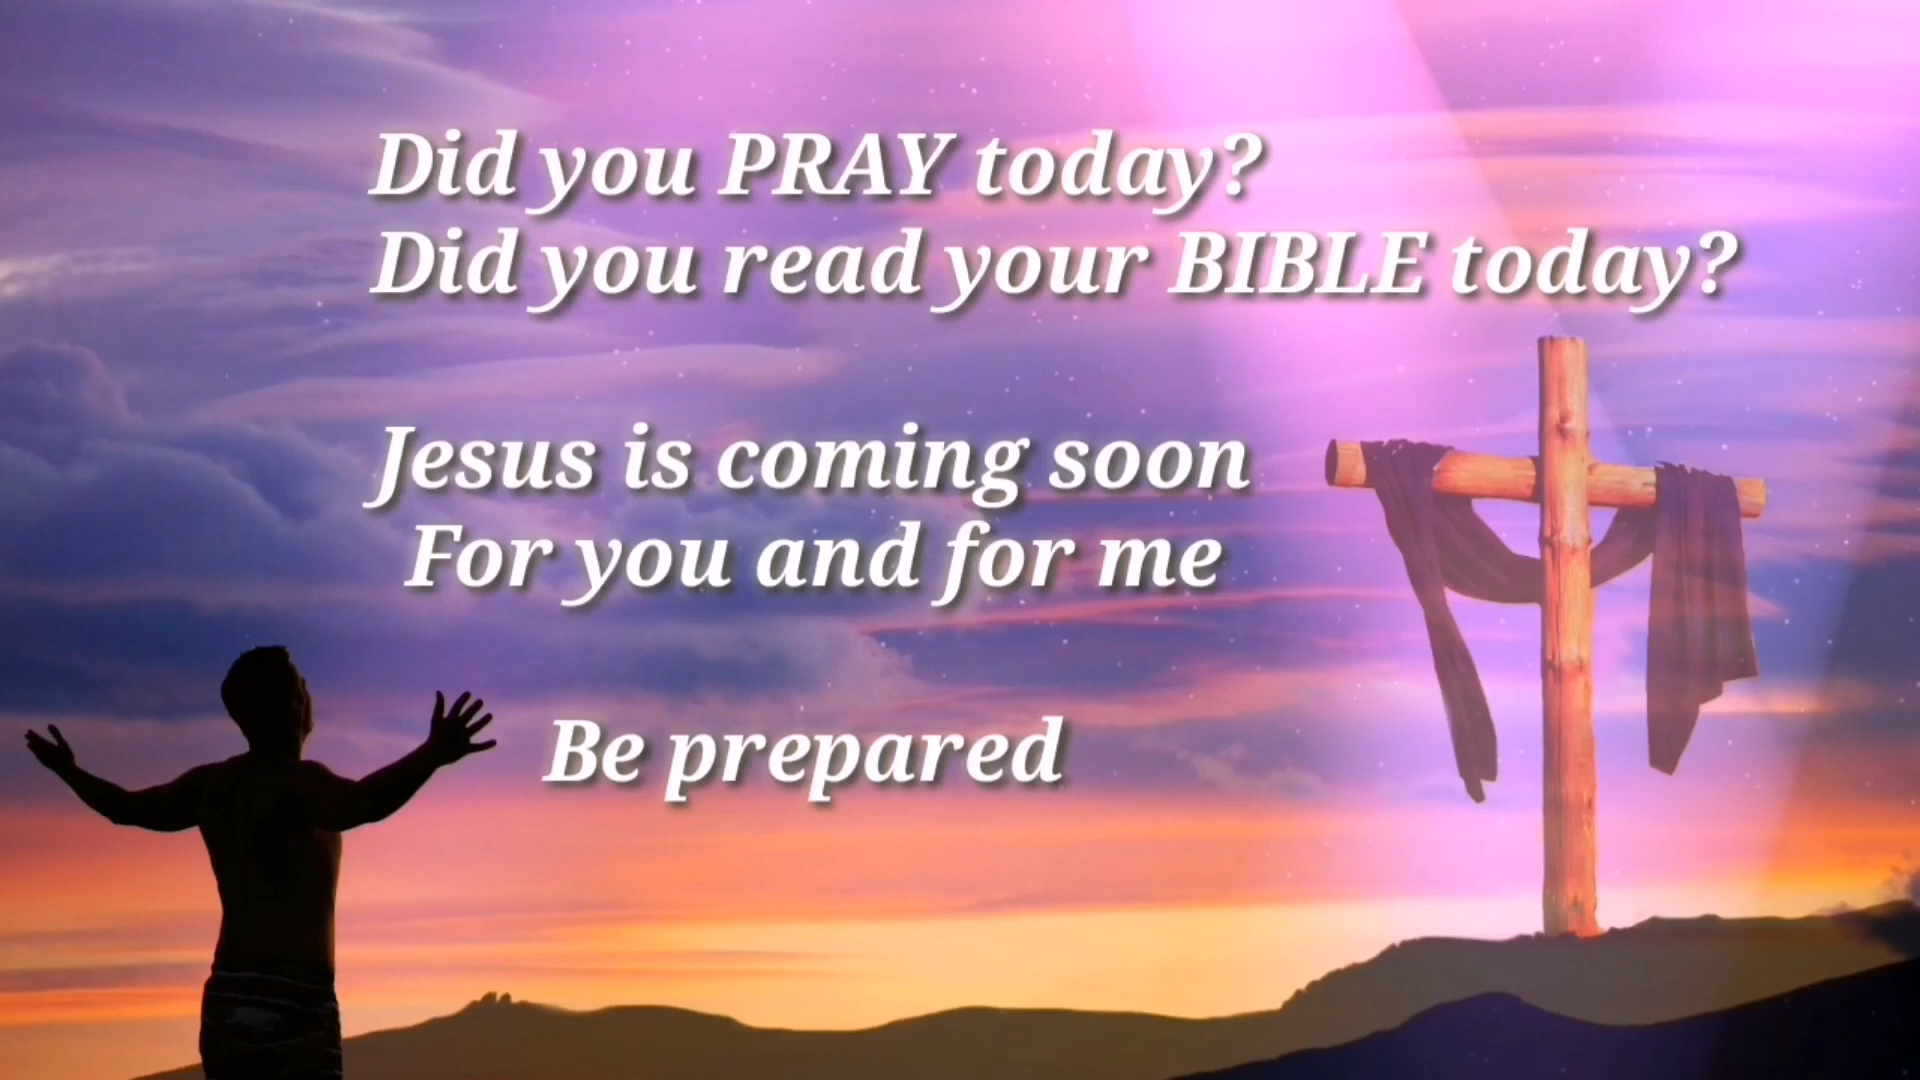 Did you PRAY today?
Did you read your BIBLE today?
Jesus is coming soon
For you and for me
Be prepared